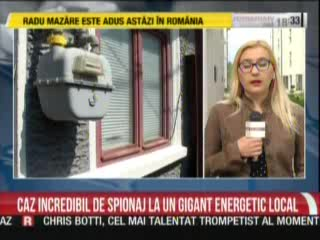 RADU MAZĂRE ESTE ADUS ASTĂZI ÎN ROMÂNIA
18 33
CAZ INCREDIBIL DE SPIONAJ LA UN GIGANT ENERGETIC LOCAL
AZ R CHRIS BOTTI, CEL MAI TALENTAT TROMPETIST AL MOMENT